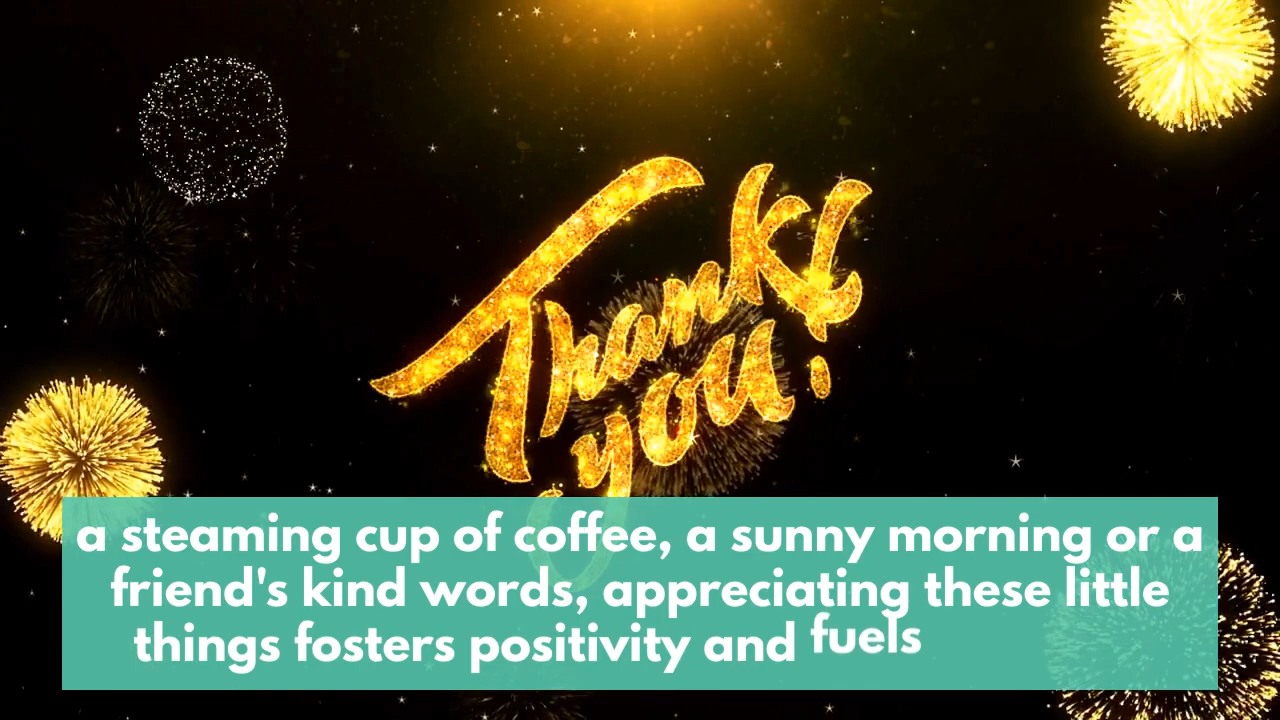 Thank
you!
a steaming cup of coffee, a sunny morning or a
friend's kind words, appreciating these little
things fosters positivity and fuels